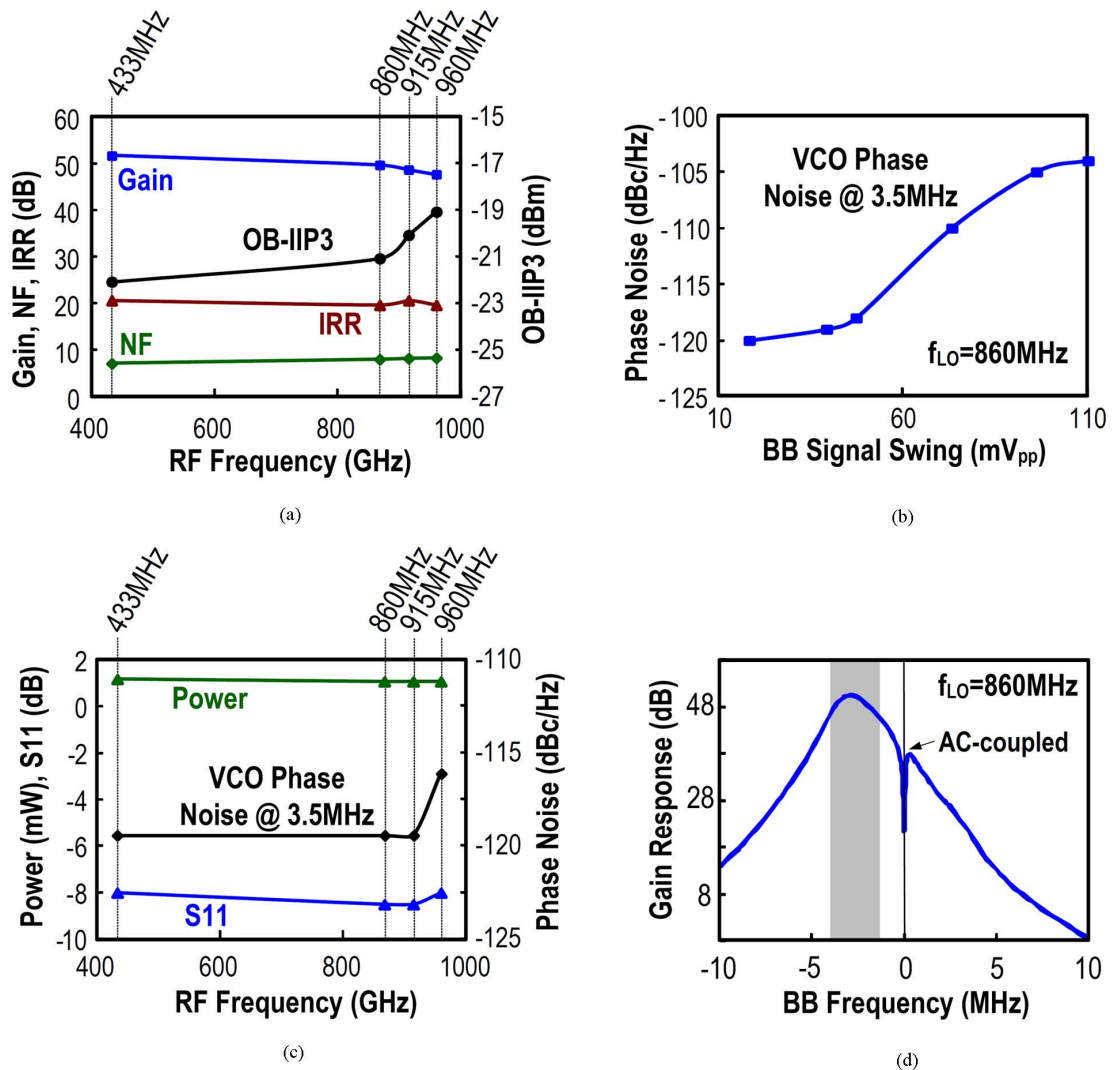 433MHz
860MHz
915MHz
960MHz
60
50
40
30
20
10
0
Gain, NF, IRR (dB)
-15
-17
-19
-21
-23
-25
-27
OB-IIP3 (dBm)
Gain
OB-IIP3
IRR
NF
400
600
800
1000
RF Frequency (GHz)
(a)
-100
-105
-110
-115
-120
-125
Phase Noise (dBc/Hz)
VCO Phase
Noise @ 3.5MHz
fLO=860MHz
10
60
110
BB Signal Swing (mVpp)
(b)
433MHz
860MHz
915MHz
960MHz
2
0
-2
-4
-6
-8
-10
Power (mW), S11 (dB)
-110
-115
-120
-125
Phase Noise (dBc/Hz)
Power
VCO Phase
Noise @ 3.5MHz
S11
400
600
800
1000
RF Frequency (GHz)
(c)
48
28
8
Gain Response (dB)
fLO=860MHz
AC-coupled
-10
-5
0
5
10
BB Frequency (MHz)
(d)